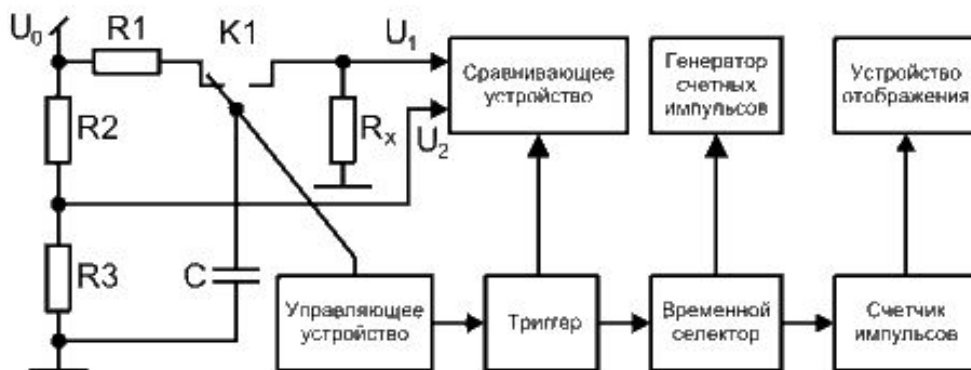 U0
R1
K1
U1
Сравнивающее
устройство
Генератор
счетных
импульсов
Устройство
отображения
R2
Rx
U2
R3
C
Управляющее
устройство
Триггер
Временной
селектор
Счетчик
импульсов